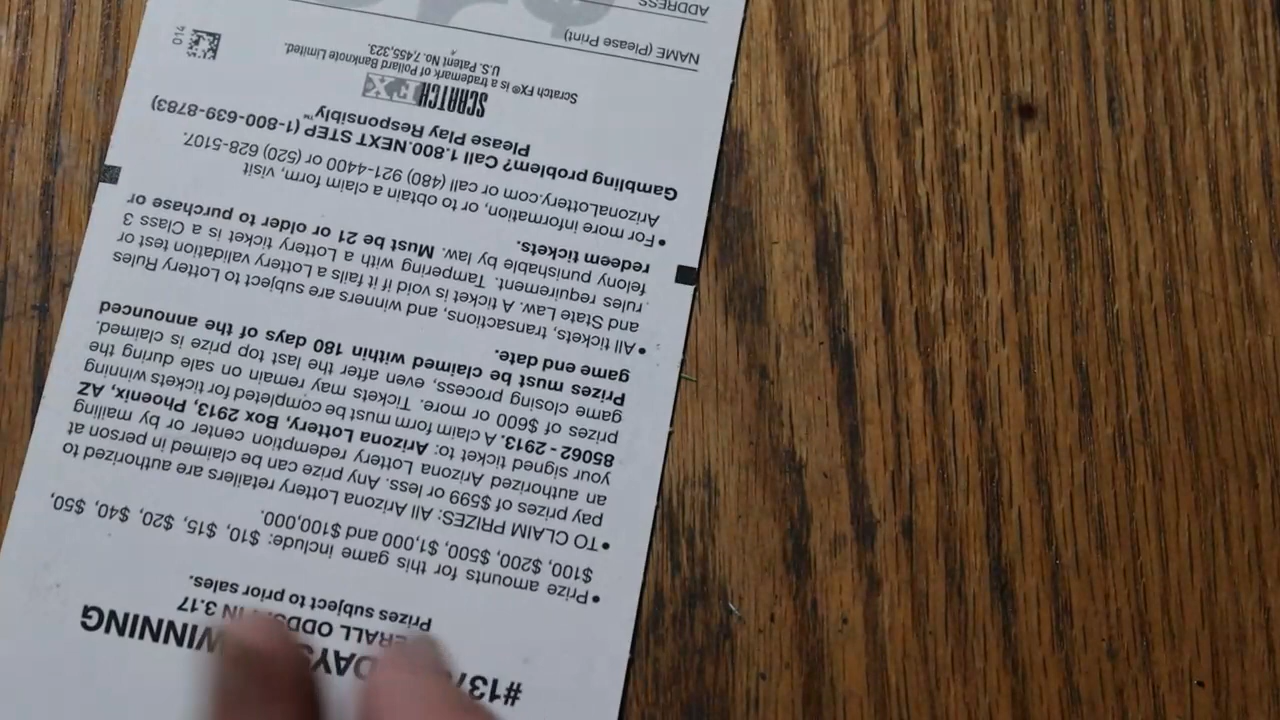 WINNING
IN 3.17
Prizes subject to prior sales.
• Prize amounts for this game include: $10, $15, $20, $40, $50,
$100, $200, $500, $1,000 and $100,000.
• TO CLAIM PRIZES: All Arizona Lottery retailers are authorized to
pay prizes of $599 or less. Any prize can be claimed in person at
an authorized Arizona Lottery redemption center or by mailing
your signed ticket to: Arizona Lottery, Box 2913, Phoenix, AZ
85062 - 2913. A claim form must be completed for tickets winning
prizes of $600 or more. Tickets may remain on sale during the
game closing process, even after the last top prize is claimed.
Prizes must be claimed within 180 days of the announced
game end date.
• All tickets, transactions, and winners are subject to Lottery Rules
and State Law. A ticket is void if it fails a Lottery validation test or
rules requirement. Tampering with a Lottery ticket is a Class 3
felony punishable by law. Must be 21 or older to purchase or
redeem tickets.
• For more information, or to obtain a claim form, visit
ArizonaLottery.com or call (480) 921-4400 or (520) 628-5107.
Gambling problem? Call 1.800.NEXT STEP (1-800-639-8783)
Please Play Responsibly™
SCRATCH FX
Scratch FX® is a trademark of Pollard Banknote Limited.
U.S. Patent No. 7,455,323.
014
NAME (Please Print)
ADDRESS